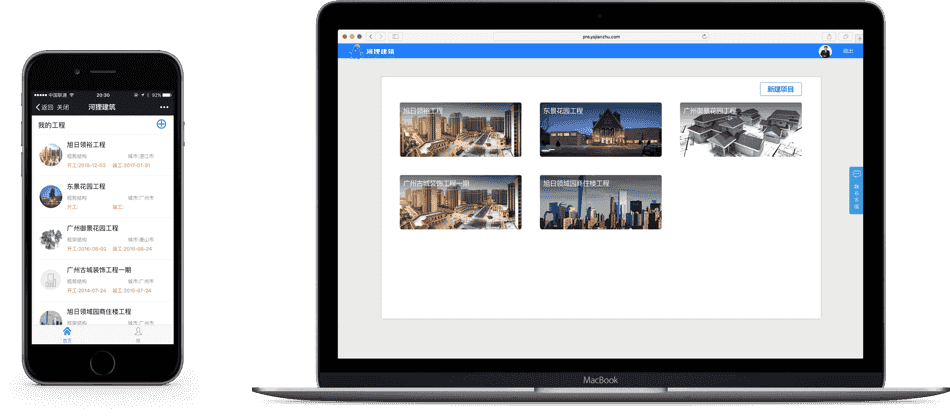 中国联通
20:30
92%
返回 关闭
河狸建筑
我的工程
旭日领裕工程
框剪结构
城市:湛江市
开工:2015-12-03
竣工:2017-01-31
东景花园工程
框剪结构
城市:广州市
开工:
竣工:
广州御景花园工程
框架结构
城市:唐山市
开工:2016-06-02
竣工:2016-08-24
广州古城装饰工程一期
框剪结构
城市:广州市
开工:2014-07-24
竣工:2016-07-24
旭日领域园商住楼工程
框剪结构
城市:广州市
首页
我
pre.yojianzhu.com
河狸建筑
退出
新建项目
旭日领裕工程
东景花园工程
广州御景花园工程
广州古城装饰工程一期
旭日领域园商住楼工程
联系客服
MacBook